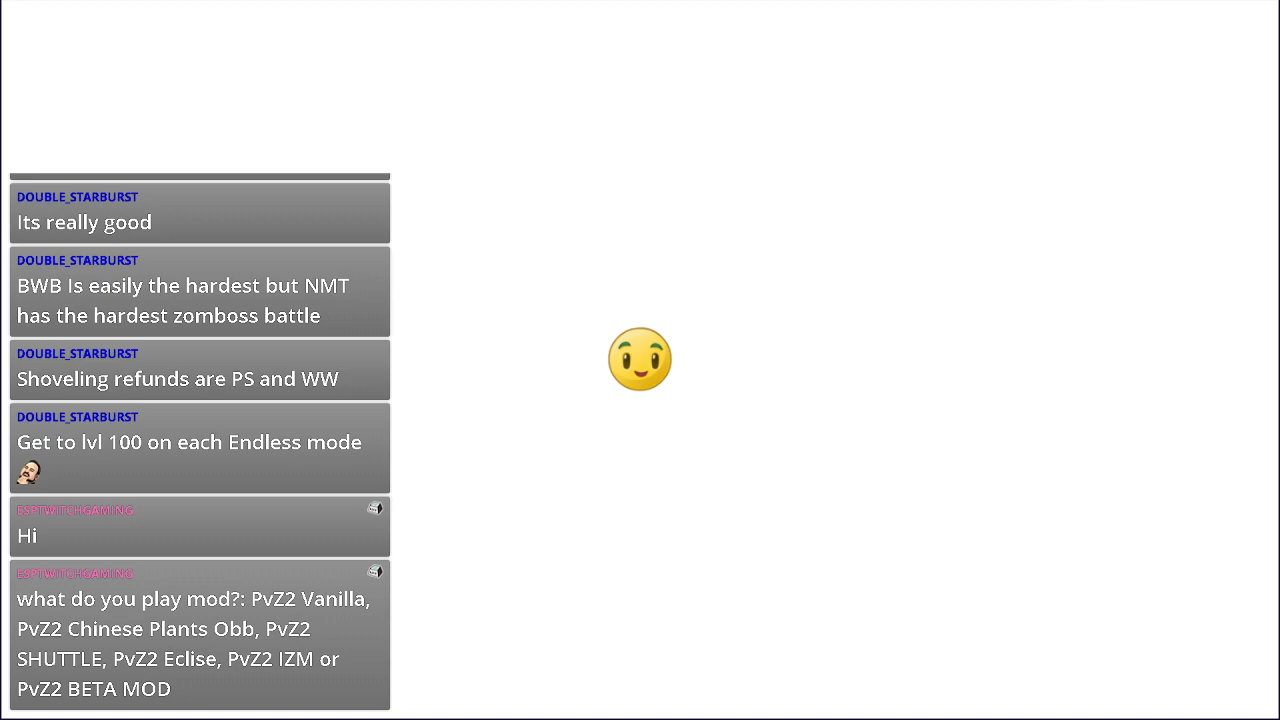 DOUBLE_STARBURST
Its really good
DOUBLE_STARBURST
BWB Is easily the hardest but NMT
has the hardest zomboss battle
DOUBLE_STARBURST
Shoveling refunds are PS and WW
DOUBLE_STARBURST
Get to lvl 100 on each Endless mode
ESPTWITCHGAMING
Hi
ESPTWITCHGAMING
what do you play mod?: PvZ2 Vanilla,
PvZ2 Chinese Plants Obb, PvZ2
SHUTTLE, PvZ2 Eclise, PvZ2 IZM or
PvZ2 BETA MOD